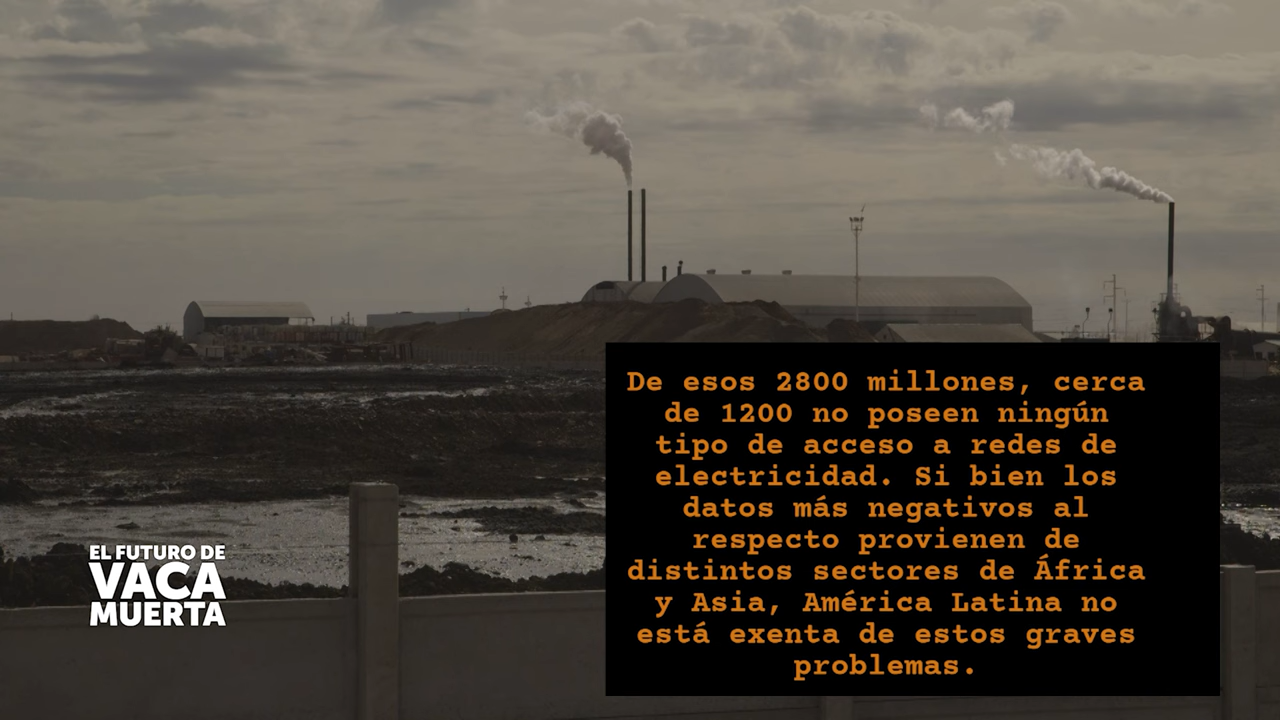 De esos 2800 millones, cerca
de 1200 no poseen ningún
tipo de acceso a redes de
electricidad. Si bien los
datos más negativos al
respecto provienen de
distintos sectores de África
y Asia, América Latina no
está exenta de estos graves
problemas.
EL FUTURO DE
VACA
MUERTA